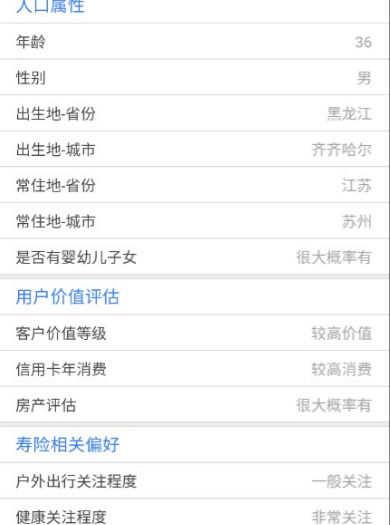 人口属性
年龄 36
性别 男
出生地-省份 黑龙江
出生地-城市 齐齐哈尔
常住地-省份 江苏
常住地-城市 苏州
是否有婴幼儿子女 很大概率有
用户价值评估
客户价值等级 较高价值
信用卡年消费 较高消费
房产评估 很大概率有
寿险相关偏好
户外出行关注程度 一般关注
健康关注程度 非常关注